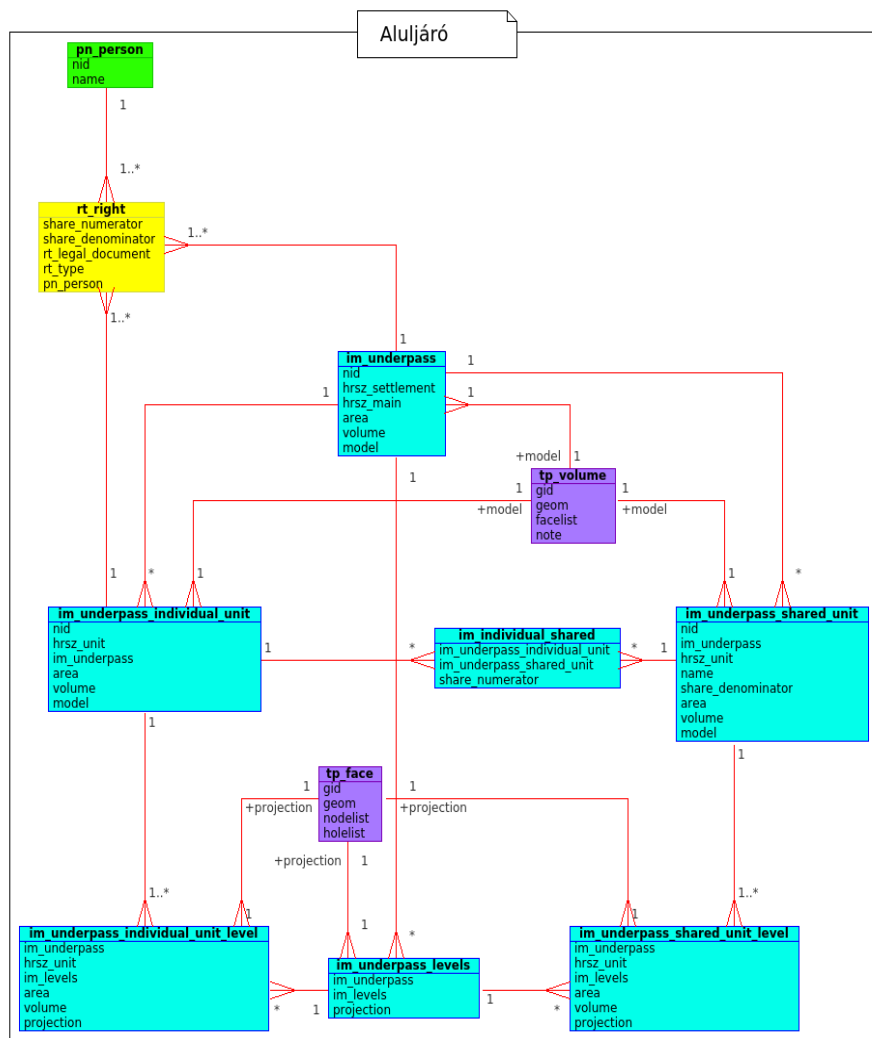 Aluljáró
pn_person
nid
name
1
1..*
rt_right
share_numerator
share_denominator
rt_legal_document
rt_type
pn_person
1..*
1..*
1
im_underpass
nid
hrsz_settlement
hrsz_main
area
volume
model
1
1
1
1
+model
1
tp_volume
gid
geom
facelist
note
1
+model
1
+model
1
*
1
1
*
im_underpass_individual_unit
nid
hrsz_unit
im_underpass
area
volume
model
im_individual_shared
im_underpass_individual_unit
im_underpass_shared_unit
share_numerator
1
*
*
1
im_underpass_shared_unit
nid
im_underpass
hrsz_unit
name
share_denominator
area
volume
model
1
1
tp_face
gid
geom
nodelist
holelist
1
+projection
1
+projection
+projection
1
1..*
1
1
*
1
1..*
im_underpass_individual_unit_level
im_underpass
hrsz_unit
im_levels
area
volume
projection
im_underpass_levels
im_underpass
im_levels
projection
*
1
1
*
im_underpass_shared_unit_level
im_underpass
hrsz_unit
im_levels
area
volume
projection